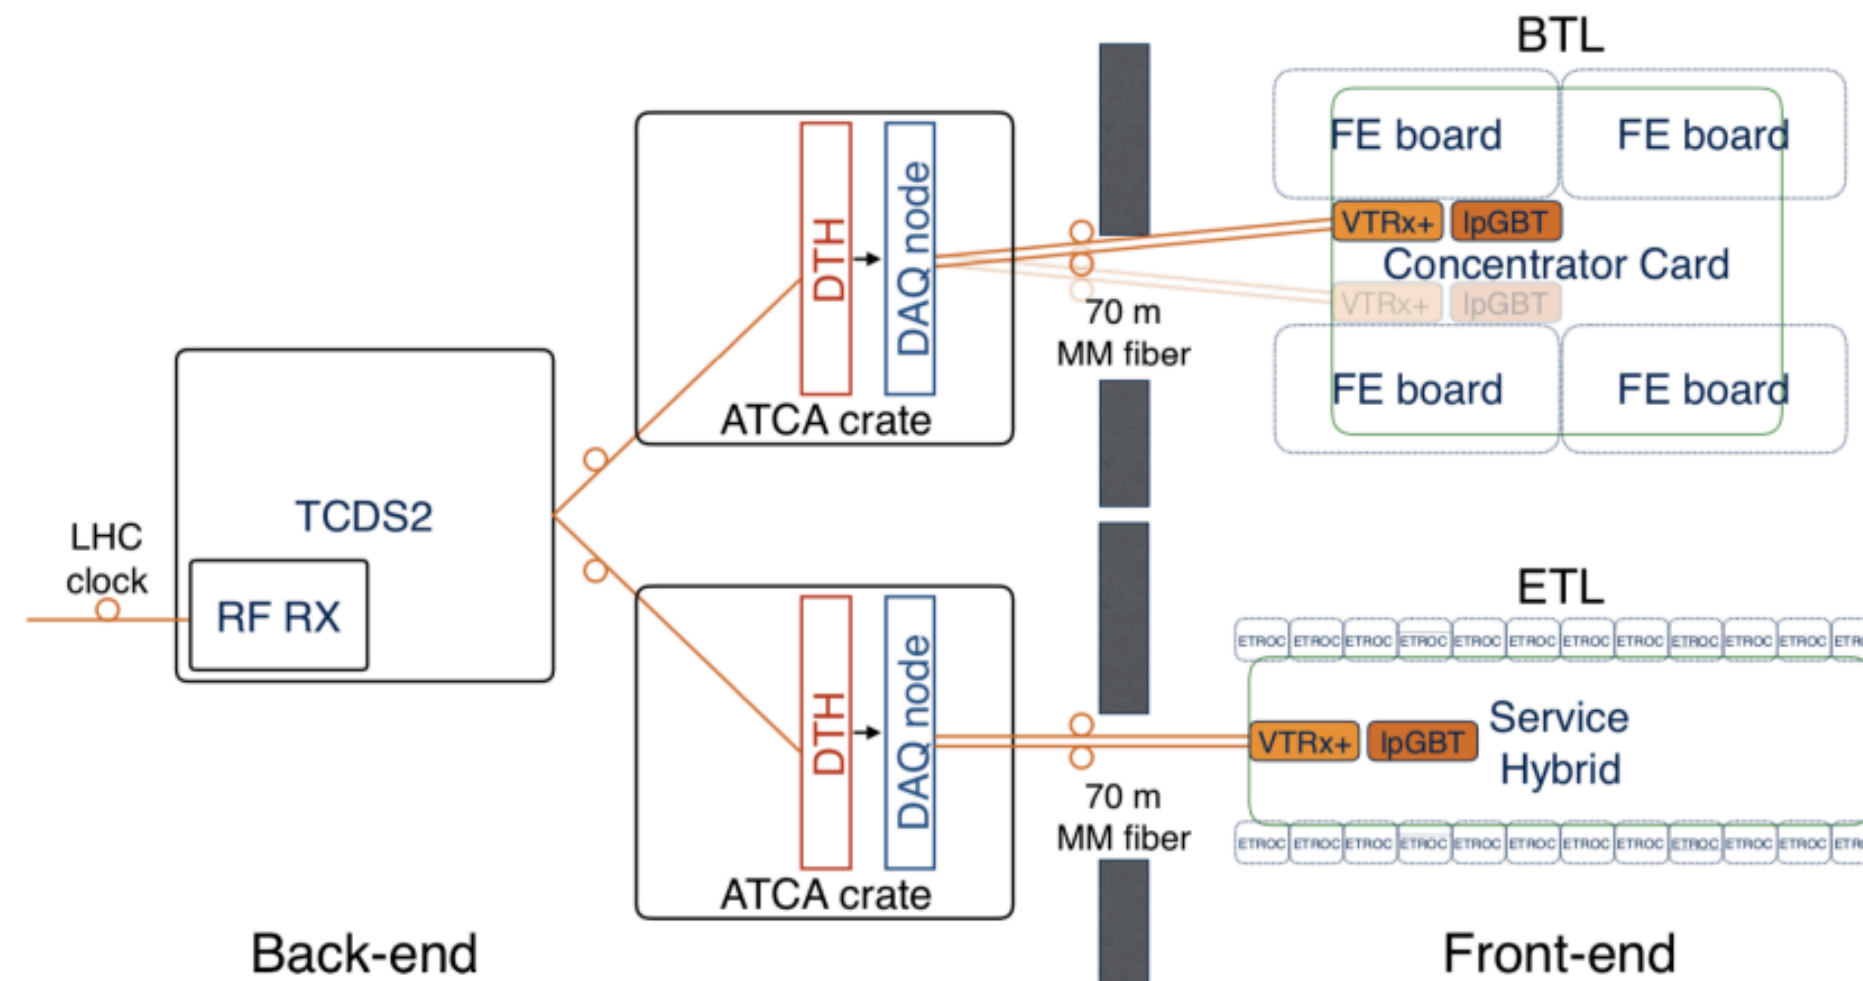 BTL
FE board FE board
VTRx+ lpGBT
Concentrator Card
VTRx+ lpGBT
FE board FE board
DTH
DAQ node
ATCA crate
70 m
MM fiber
TCDS2
LHC
clock
RF RX
ETL
ETROC ETROC ETROC ETROC ETROC ETROC ETROC ETROC ETROC ETROC ETROC
DTH
DAQ node
ATCA crate
70 m
MM fiber
VTRx+ lpGBT
Service
Hybrid
ETROC ETROC ETROC ETROC ETROC ETROC ETROC ETROC ETROC ETROC ETROC
Back-end
Front-end